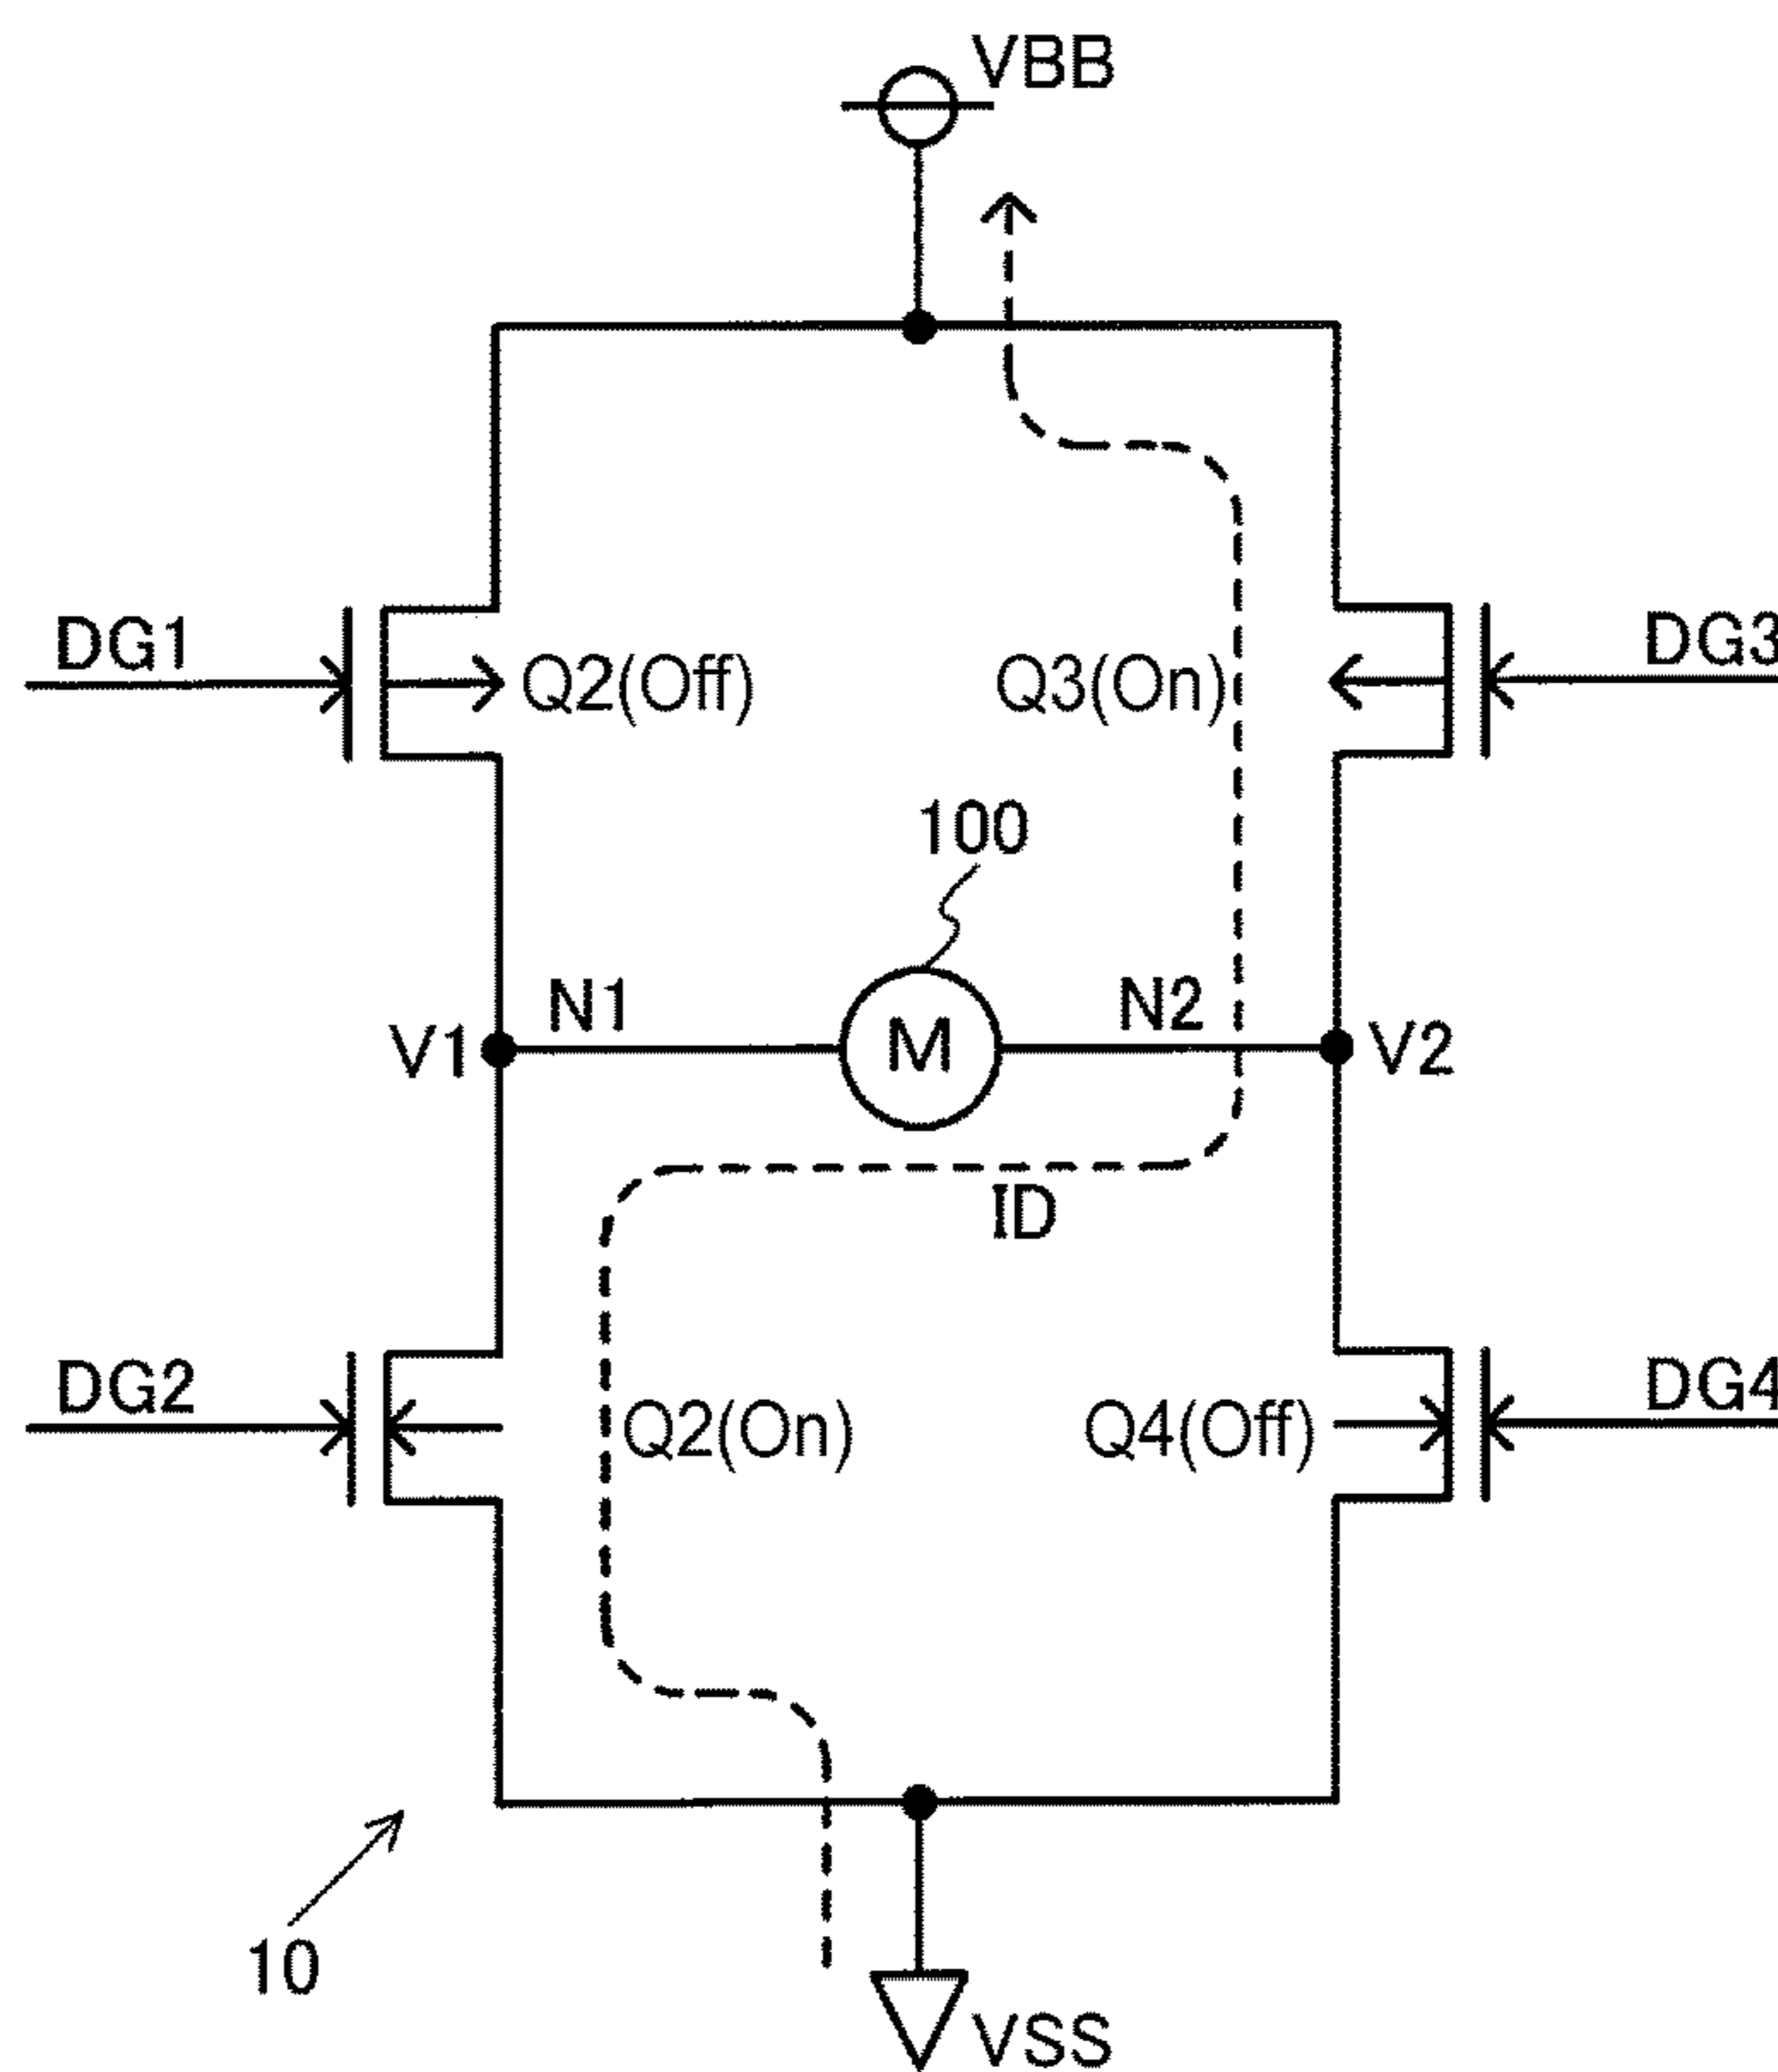 VBB
DG1
Q2(Off)
Q3(On)
DG3
100
N1
N2
V1
M
V2
ID
DG2
Q2(On)
Q4(Off)
DG4
10
VSS